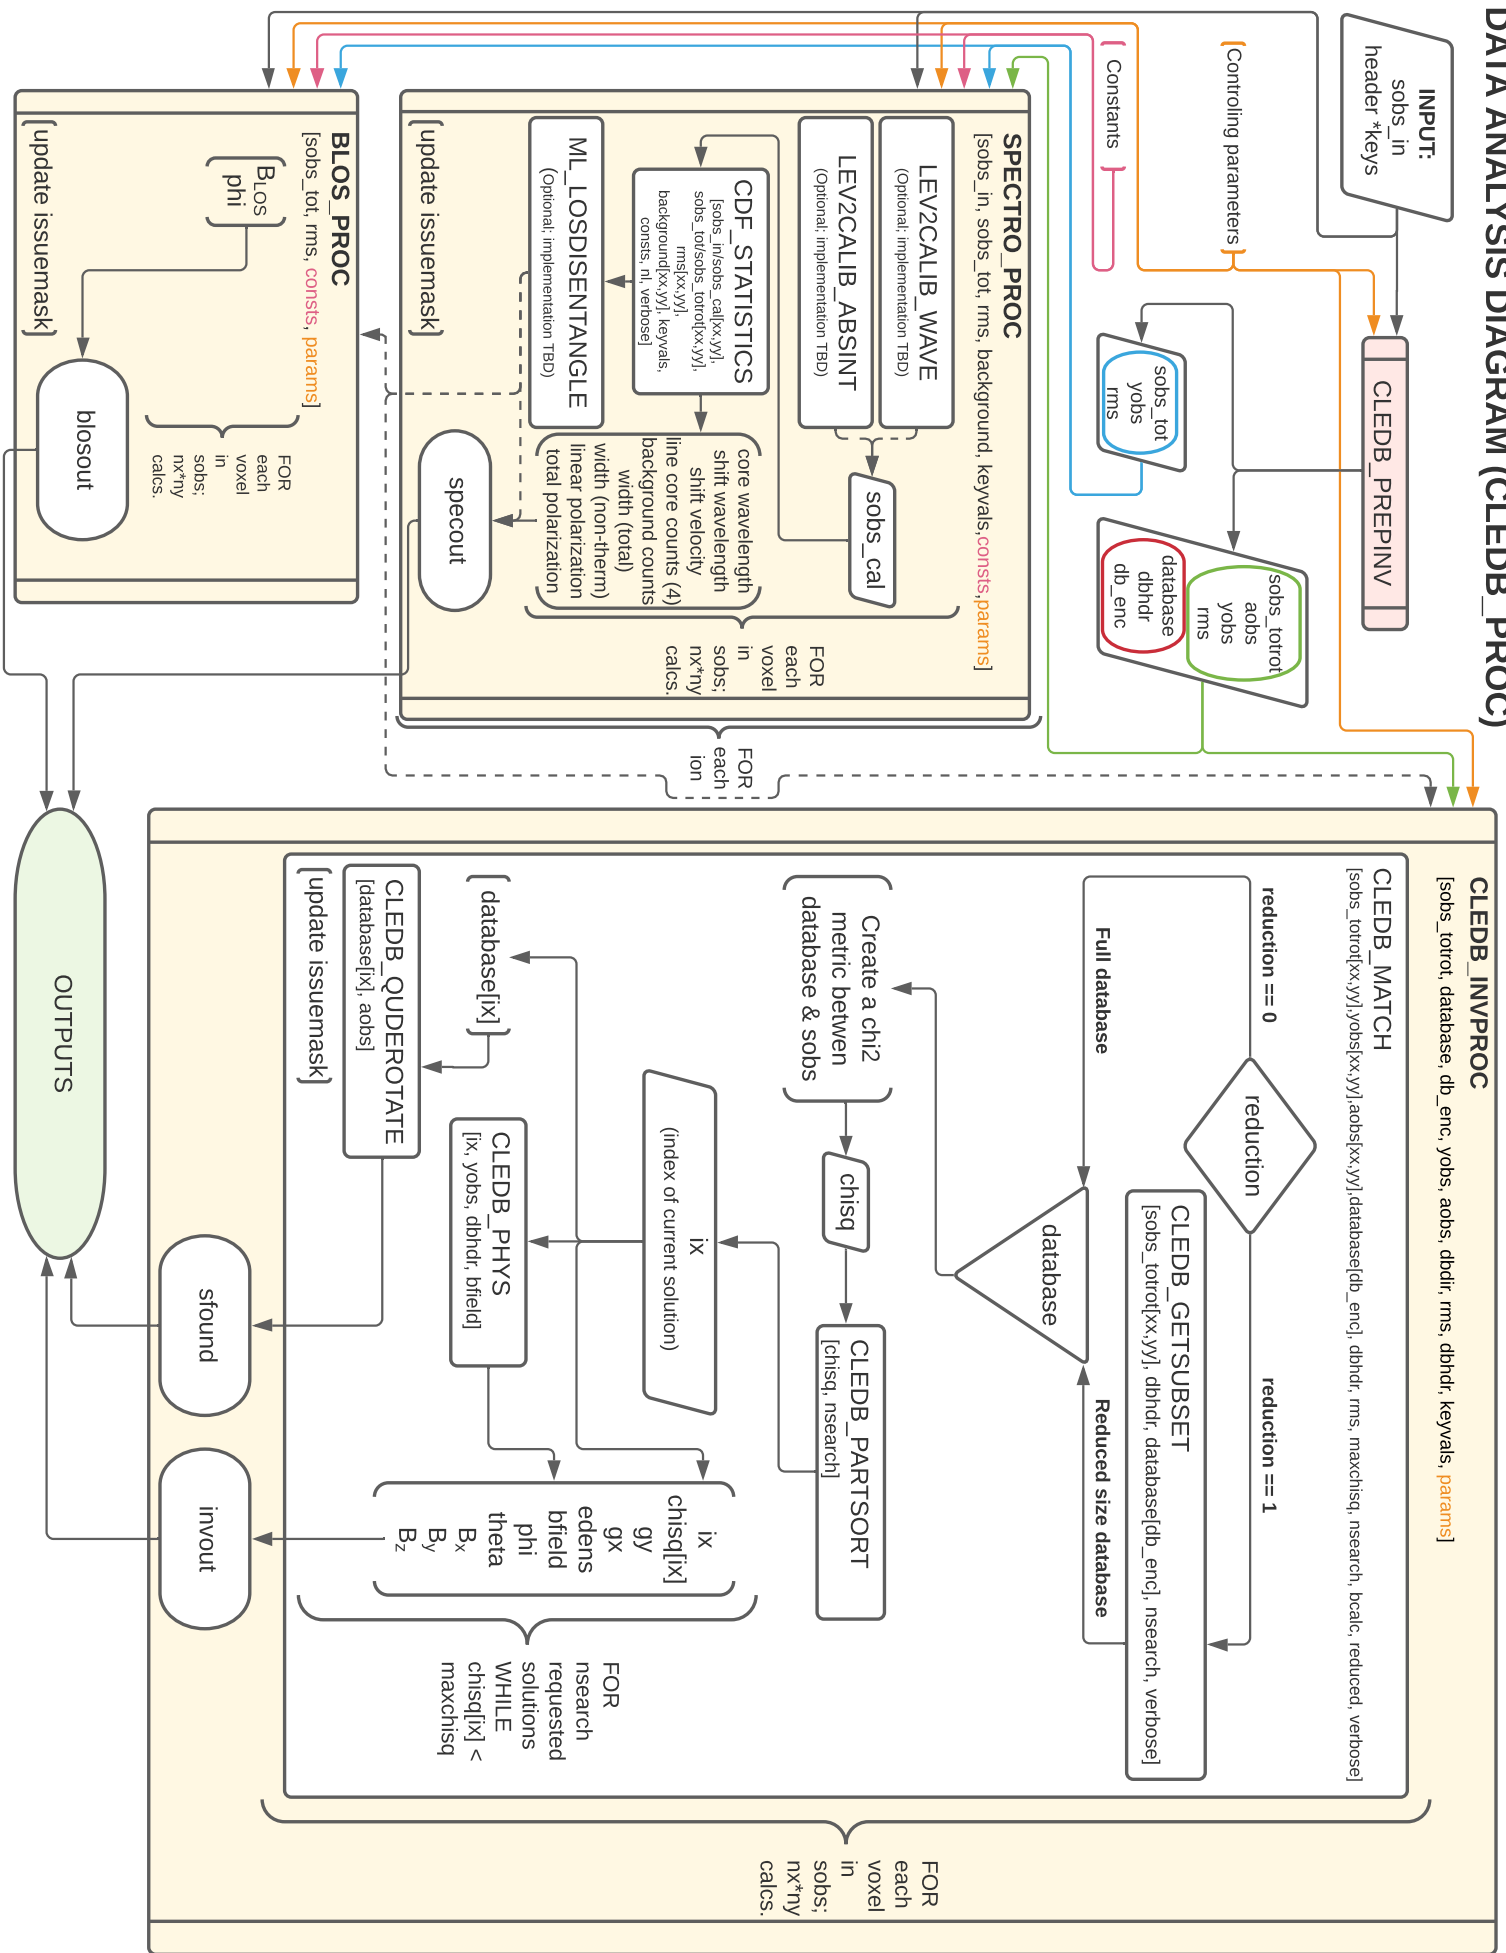 DATA ANALYSIS DIAGRAM (CLEDB_PROC)
INPUT:
sobs_in
header *keys
Controling parameters
Constants
CLEDB_PREPINV
sobs_tot
yobs
rms
sobs_totrot
aobs
yobs
rms
database
dbhdr
db_enc
SPECTRO_PROC
[sobs_in, sobs_tot, rms, background, keyvals,consts,params]
LEV2CALIB_WAVE
(Optional; implementation TBD)
LEV2CALIB_ABSINT
(Optional; implementation TBD)
sobs_cal
CDF_STATISTICS
[sobs_in/sobs_cal[xx,yy],
sobs_tot/sobs_totrot[xx,yy],
rms[xx,yy],
background[xx,yy], keyvals,
consts, nl, verbose]
core wavelength
shift wavelength
shift velocity
line core counts (4)
background counts
width (total)
width (non-therm)
linear polarization
total polarization
ML_LOSDISENTANGLE
(Optional; implementation TBD)
[update issuemask]
specout
FOR
each
voxel
in
sobs;
nx*ny
calcs.
FOR
each
ion
BLOS_PROC
[sobs_tot, rms, consts, params]
BLOS
phi
[update issuemask]
blosout
FOR
each
voxel
in
sobs;
nx*ny
calcs.
CLEDB_INVPROC
[sobs_totrot, database, db_enc, yobs, aobs, dbdir, rms, dbhdr, keyvals, params]
CLEDB_MATCH
[sobs_totrot[xx,yy],yobs[xx,yy],aobs[xx,yy],database[db_enc], dbhdr, rms, maxchisq, nsearch, bcalc, reduced, verbose]
reduction == 0
reduction
reduction == 1
CLEDB_GETSUBSET
[sobs_totrot[xx,yy], dbhdr, database[db_enc], nsearch, verbose]
Full database
Reduced size database
database
Create a chi2
metric betwen
database & sobs
chisq
CLEDB_PARTSORT
[chisq, nsearch]
ix
(index of current solution)
database[ix]
CLEDB_PHYS
[ix, yobs, dbhdr, bfield]
CLEDB_QUDEROTATE
[database[ix], aobs]
[update issuemask]
ix
chisq[ix]
gy
gx
edens
bfield
phi
theta
Bx
By
Bz
FOR
nsearch
requested
solutions
WHILE
chisq[ix] <
maxchisq
FOR
each
voxel
in
sobs;
nx*ny
calcs.
sfound
invout
OUTPUTS